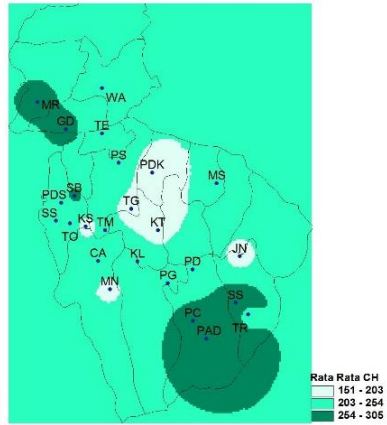 WA
MR
GD
TE
PS
PDK
MS
SB
PDS
TG
SS
KS
TM
KT
TO
JN
CA
KL
PD
PG
MN
SS
PC
TR
PAD
Rata Rata CH
151 - 203
203 - 254
254 - 305